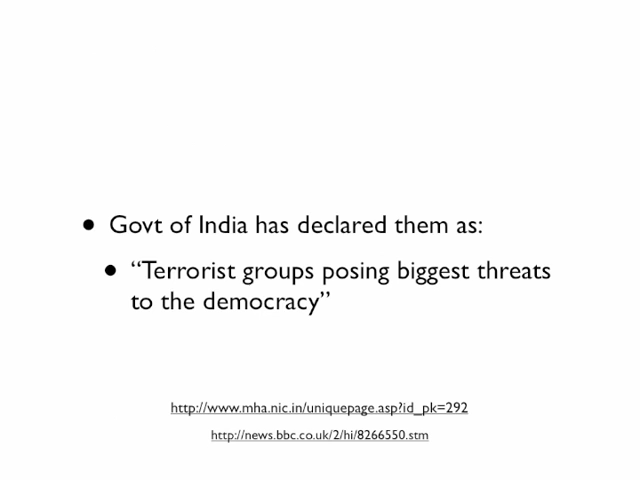 • Govt of India has declared them as:
• “Terrorist groups posing biggest threats
to the democracy”
http://www.mha.nic.in/uniquepage.asp?id_pk=292
http://news.bbc.co.uk/2/hi/8266550.stm